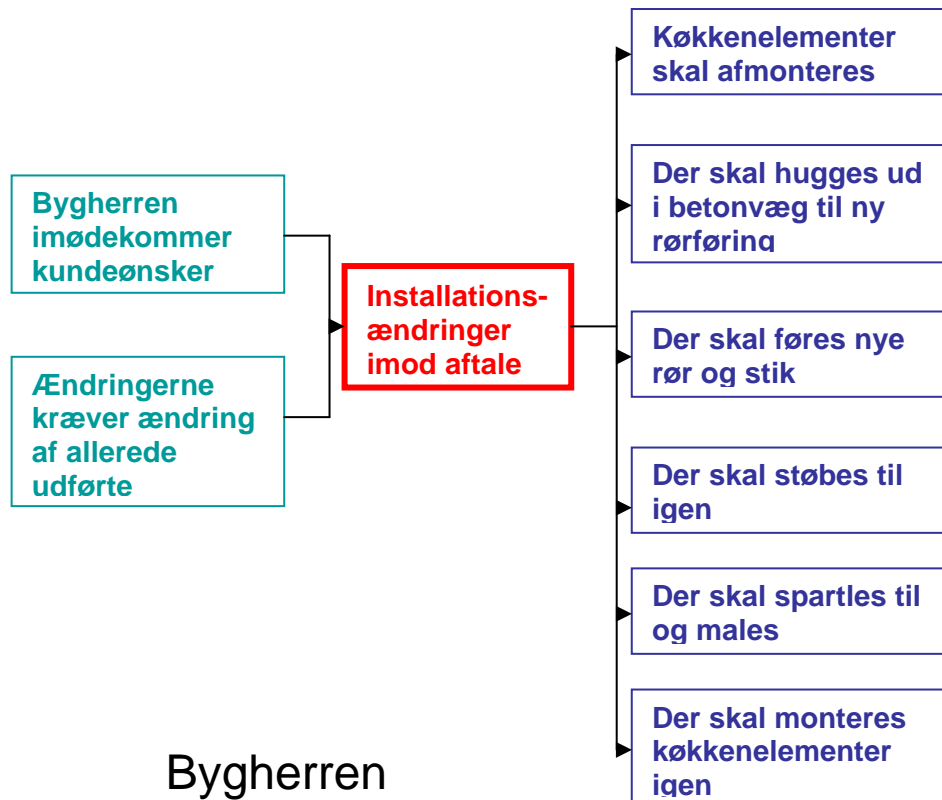 Bygherren
imødekommer
kundeønsker
Ændringerne
kræver ændring
af allerede
udførte
Installations-
ændringer
imod aftale
Køkkenelementer
skal afmonteres
Der skal hugges ud
i betonvæg til ny
rørføring
Der skal føres nye
rør og stik
Der skal støbes til
igen
Der skal spartles til
og males
Der skal monteres
køkkenelementer
igen
Bygherren